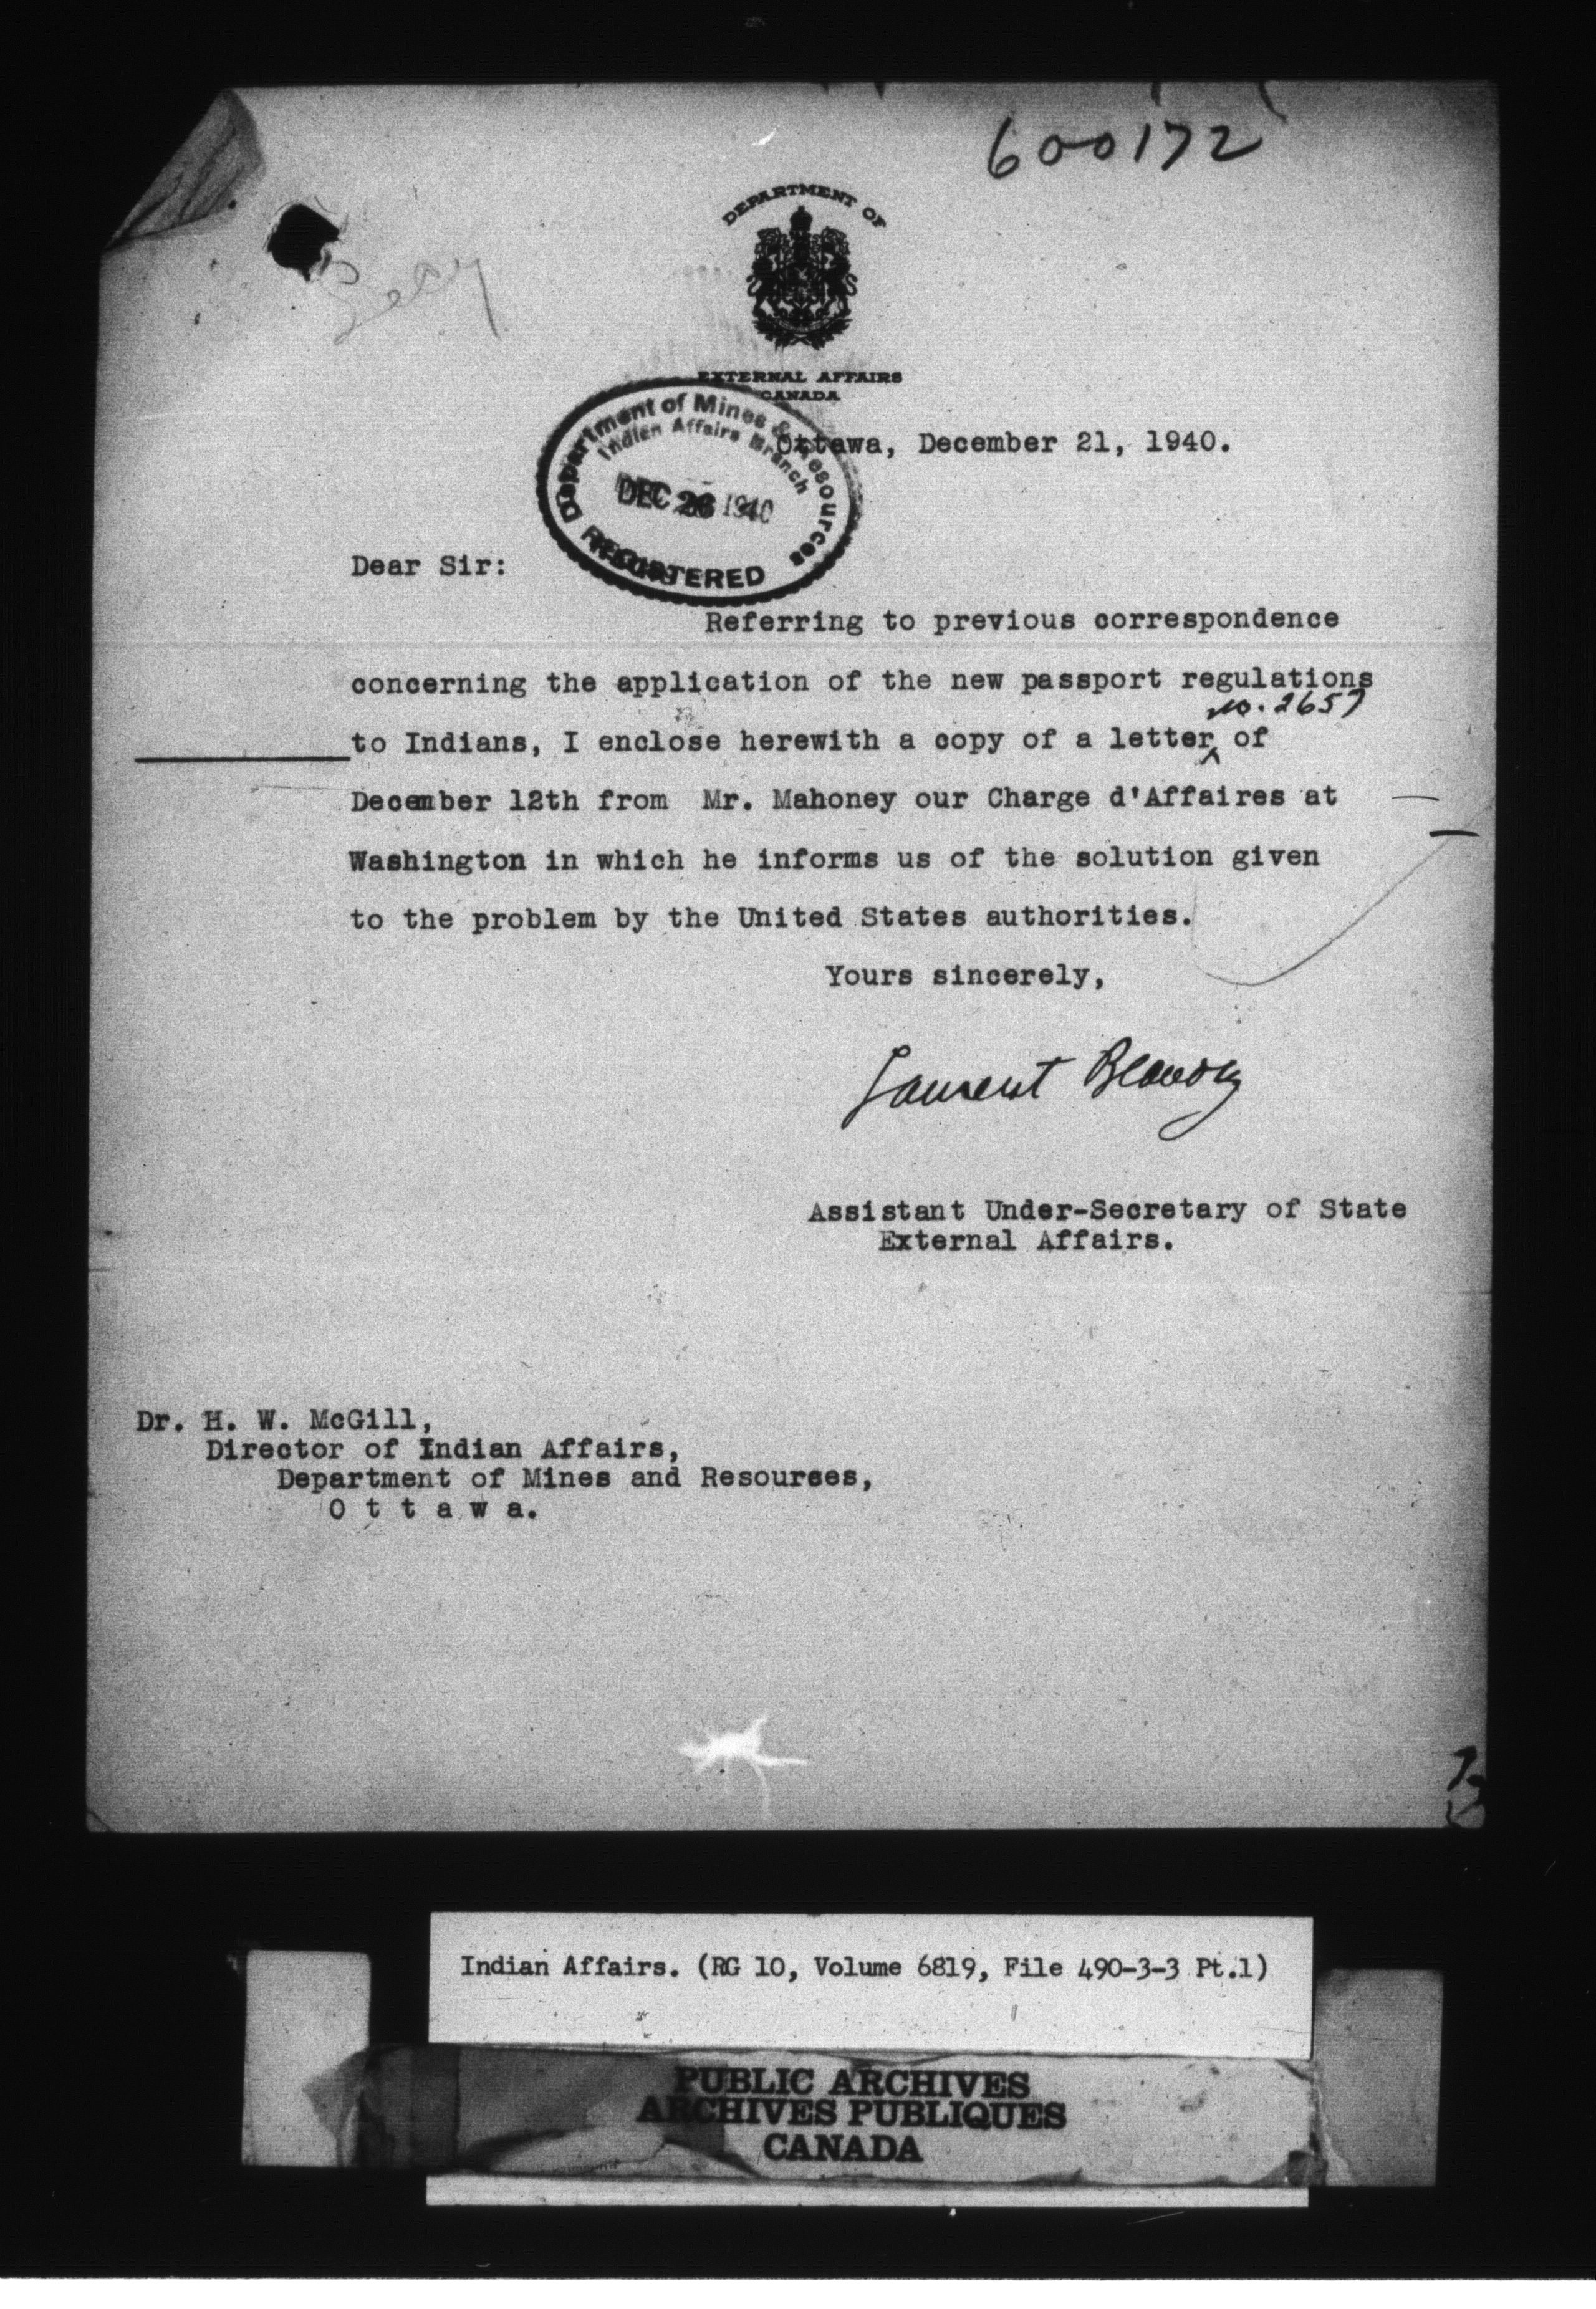 600172
DEPARTMENT OF
EXTERNAL AFFAIRS
CANADA
Department of Mines & Resources
Indian Affairs Branch
DEC 26 1940
REGISTERED
Ottawa, December 21, 1940.
Dear Sir:
Referring to previous correspondence
concerning the application of the new passport regulations
no. 2657
to Indians, I enclose herewith a copy of a letter of
December 12th from Mr. Mahoney our Charge d'Affaires at
Washington in which he informs us of the solution given
to the problem by the United States authorities.
Yours sincerely,
Laurent Beaudry
Assistant Under-Secretary of State
External Affairs.
Dr. H. W. McGill,
Director of Indian Affairs,
Department of Mines and Resources,
O t t a w a.
Indian Affairs. (RG 10, Volume 6819, File 490-3-3 Pt.1)
PUBLIC ARCHIVES
ARCHIVES PUBLIQUES
CANADA